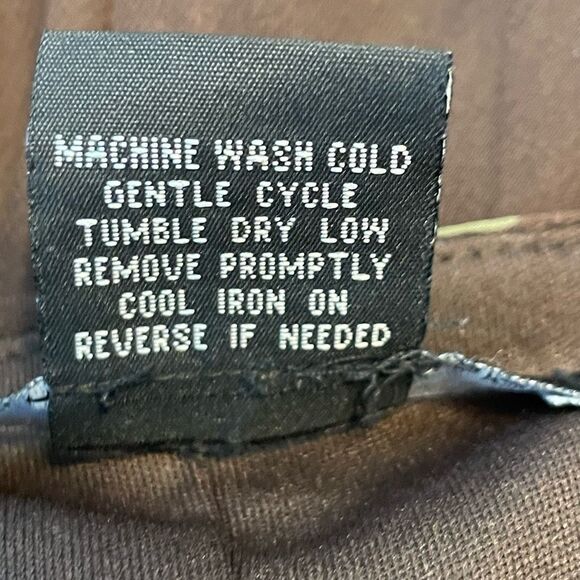 MACHINE WASH COLD
GENTLE CYCLE
TUMBLE DRY LOW
REMOVE PROMPTLY
COOL IRON ON
REVERSE IF NEEDED